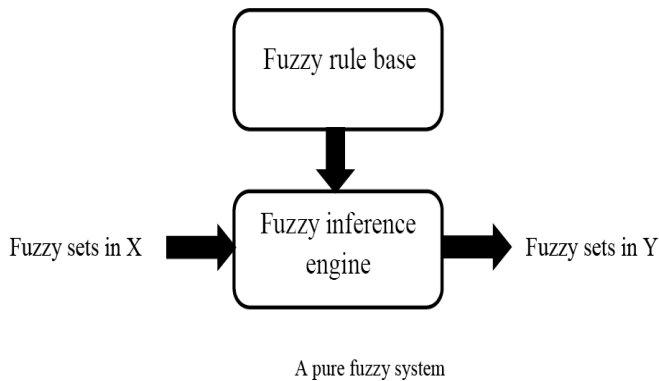 Fuzzy rule base
Fuzzy inference
engine
Fuzzy sets in X
Fuzzy sets in Y
A pure fuzzy system